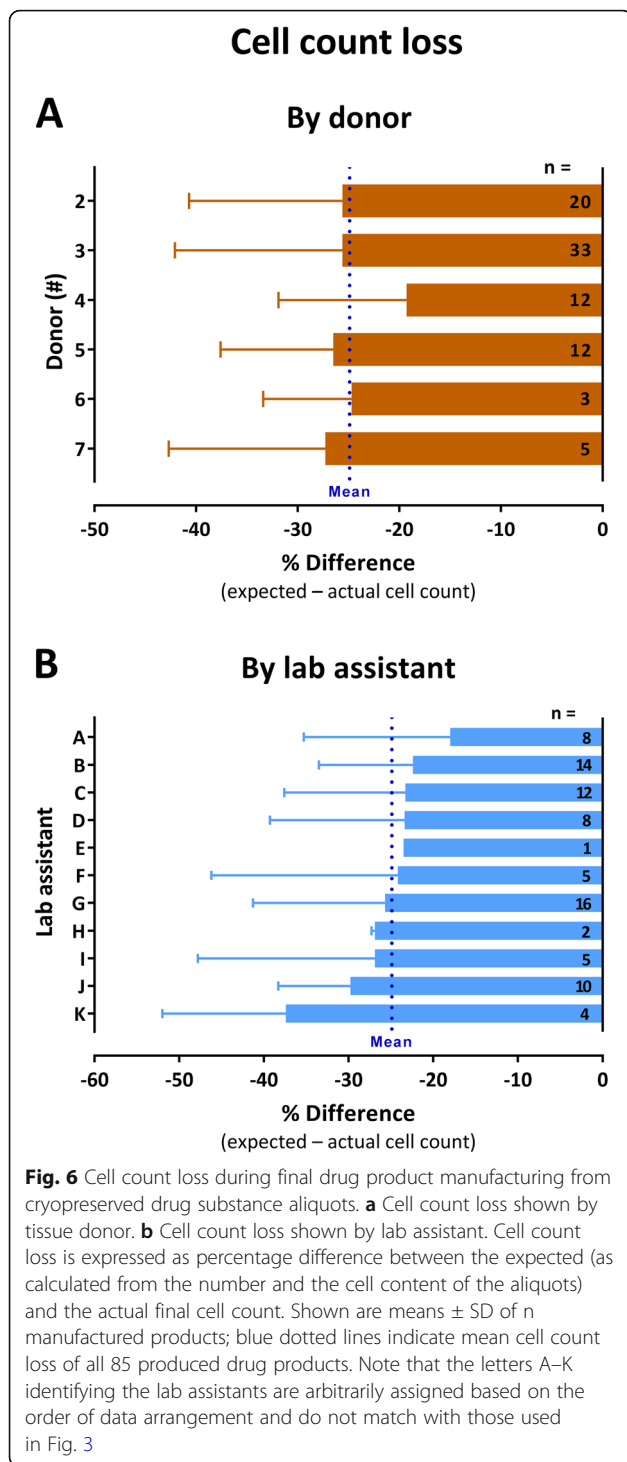 Cell count loss
A By donor
n =
2 20
3 33
4 12
5 12
6 3
7 5
Donor (#)
Mean
-50 -40 -30 -20 -10 0
% Difference
(expected – actual cell count)
B By lab assistant
n =
A 8
B 14
C 12
D 8
E 1
F 5
G 16
H 2
I 5
J 10
K 4
Lab assistant
Mean
-60 -50 -40 -30 -20 -10 0
% Difference
(expected – actual cell count)
Fig. 6 Cell count loss during final drug product manufacturing from
cryopreserved drug substance aliquots. a Cell count loss shown by
tissue donor. b Cell count loss shown by lab assistant. Cell count
loss is expressed as percentage difference between the expected (as
calculated from the number and the cell content of the aliquots)
and the actual final cell count. Shown are means ± SD of n
manufactured products; blue dotted lines indicate mean cell count
loss of all 85 produced drug products. Note that the letters A–K
identifying the lab assistants are arbitrarily assigned based on the
order of data arrangement and do not match with those used
in Fig. 3